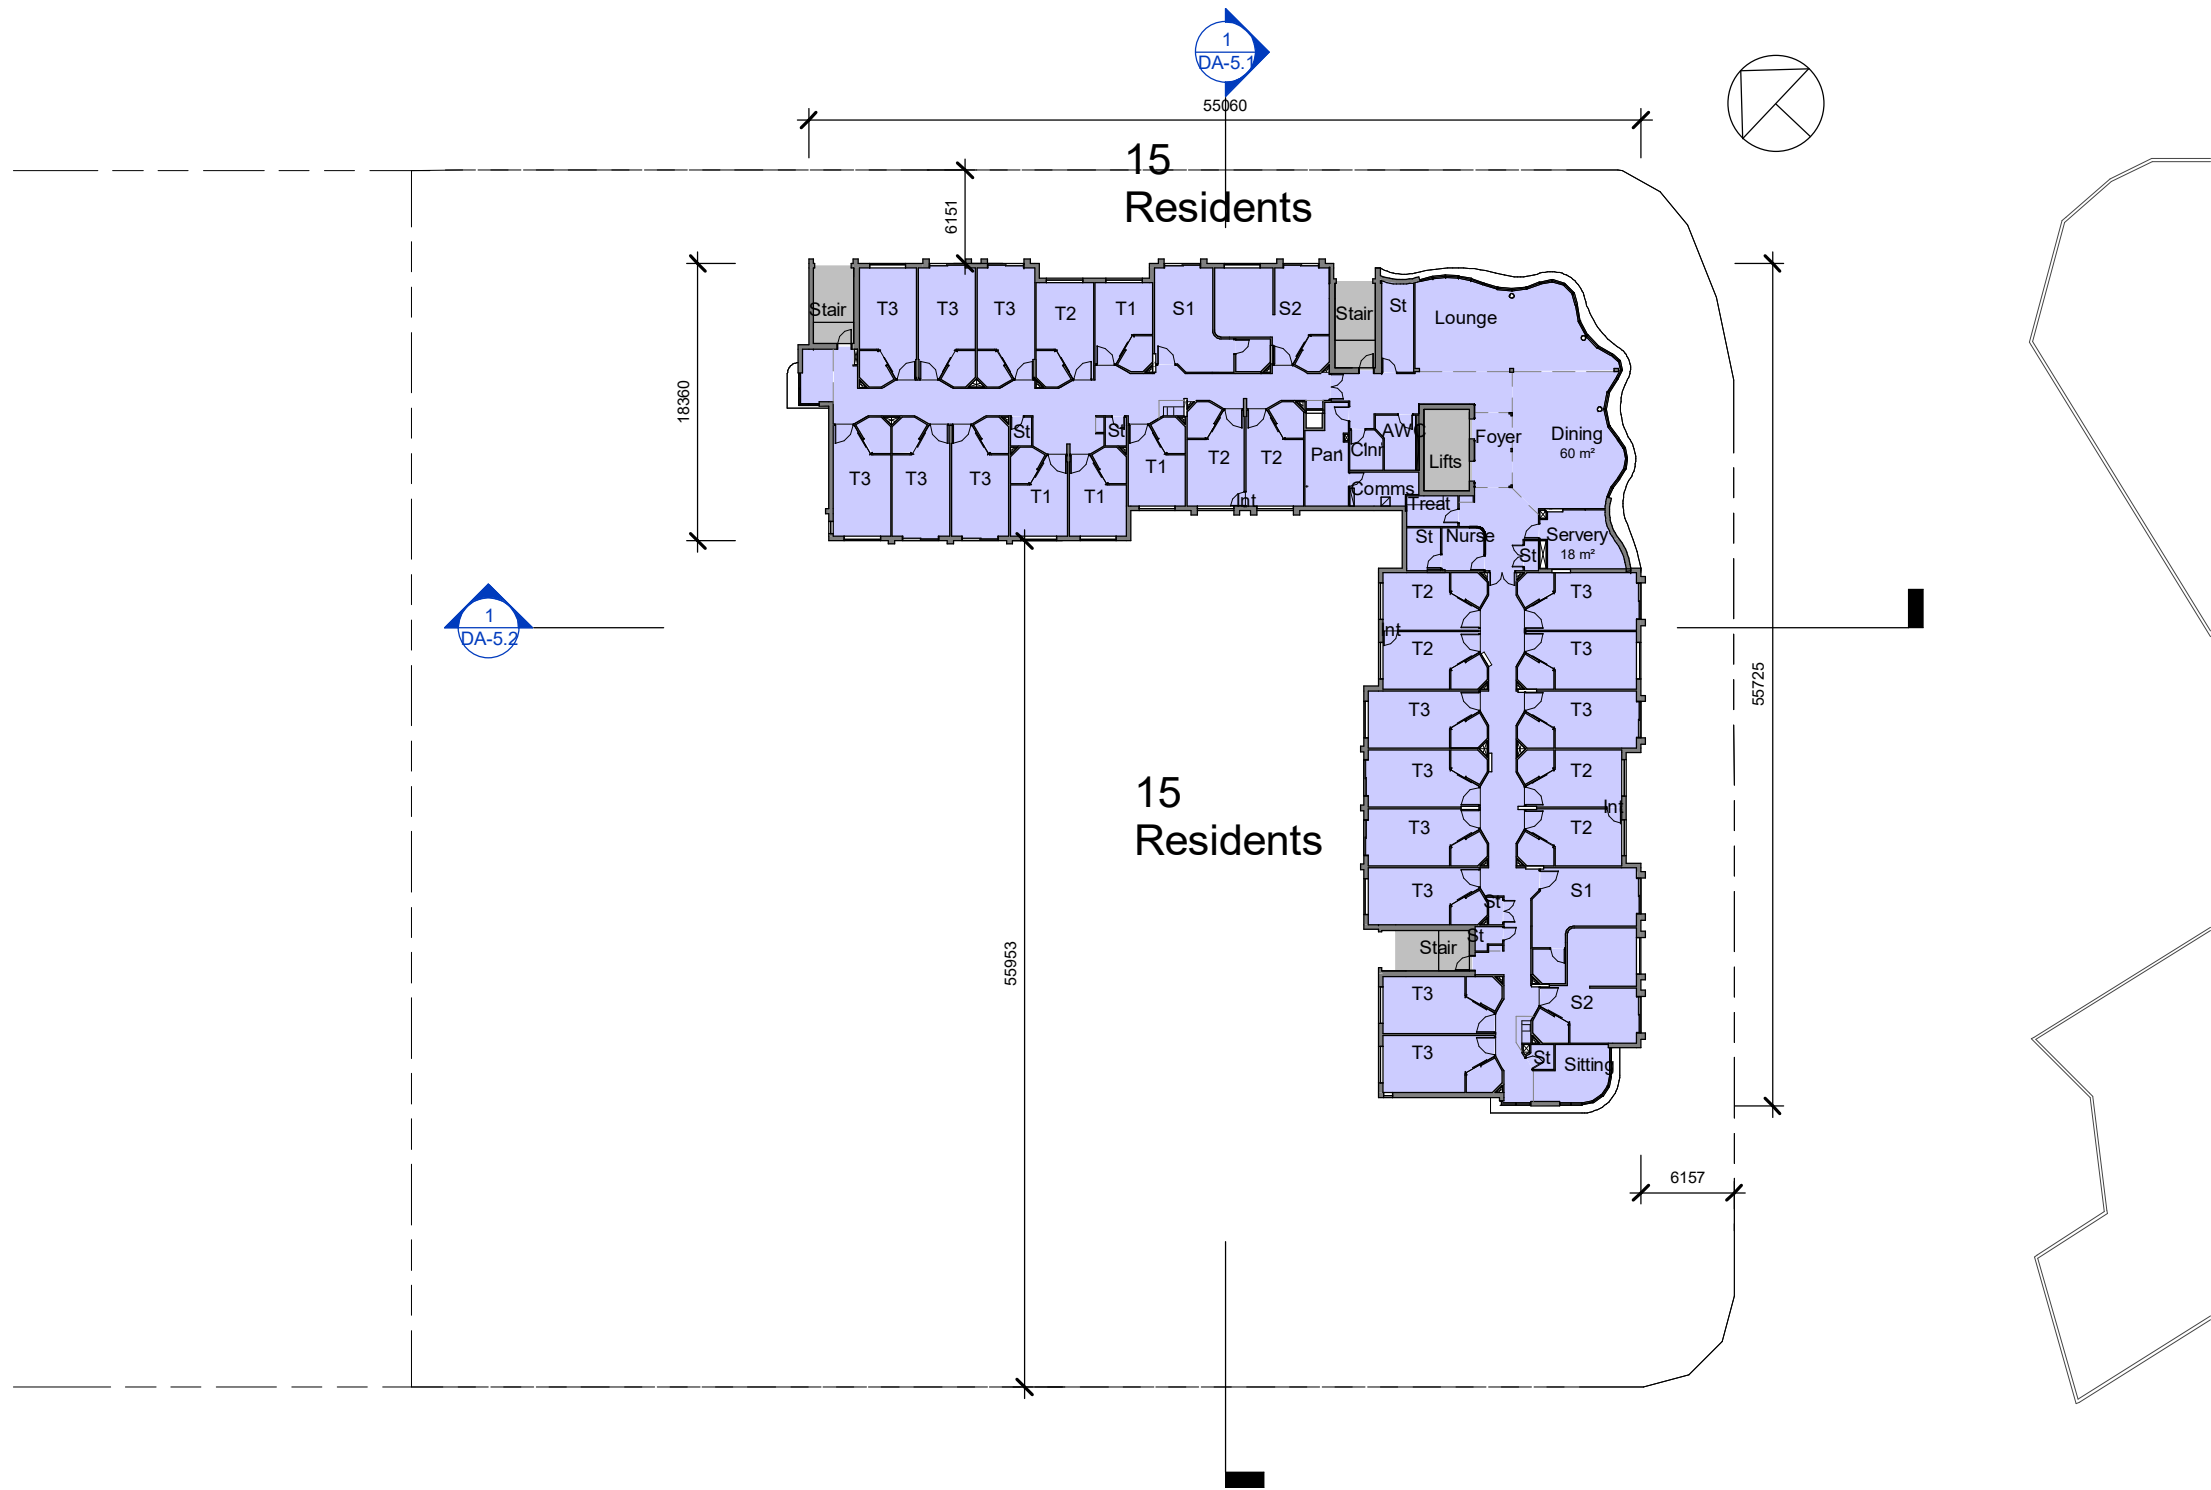 1
DA-5.1
55060
15
Residents
6151
18360
Stair
T3
T3
T3
T2
T1
S1
S2
Stair
St
Lounge
T3
T3
T3
St
T1
T1
St
T1
T2
T2
Int
Pan
Clnr
AWC
Comms
Lifts
Foyer
Dining
60 m²
Treat
St
Nurse
St
Servery
18 m²
1
DA-5.2
T2
T3
Int
T2
T3
T3
T3
T3
T2
Int
T3
T2
T3
S1
St
St
Stair
T3
S2
T3
St
Sitting
15
Residents
55725
55953
6157